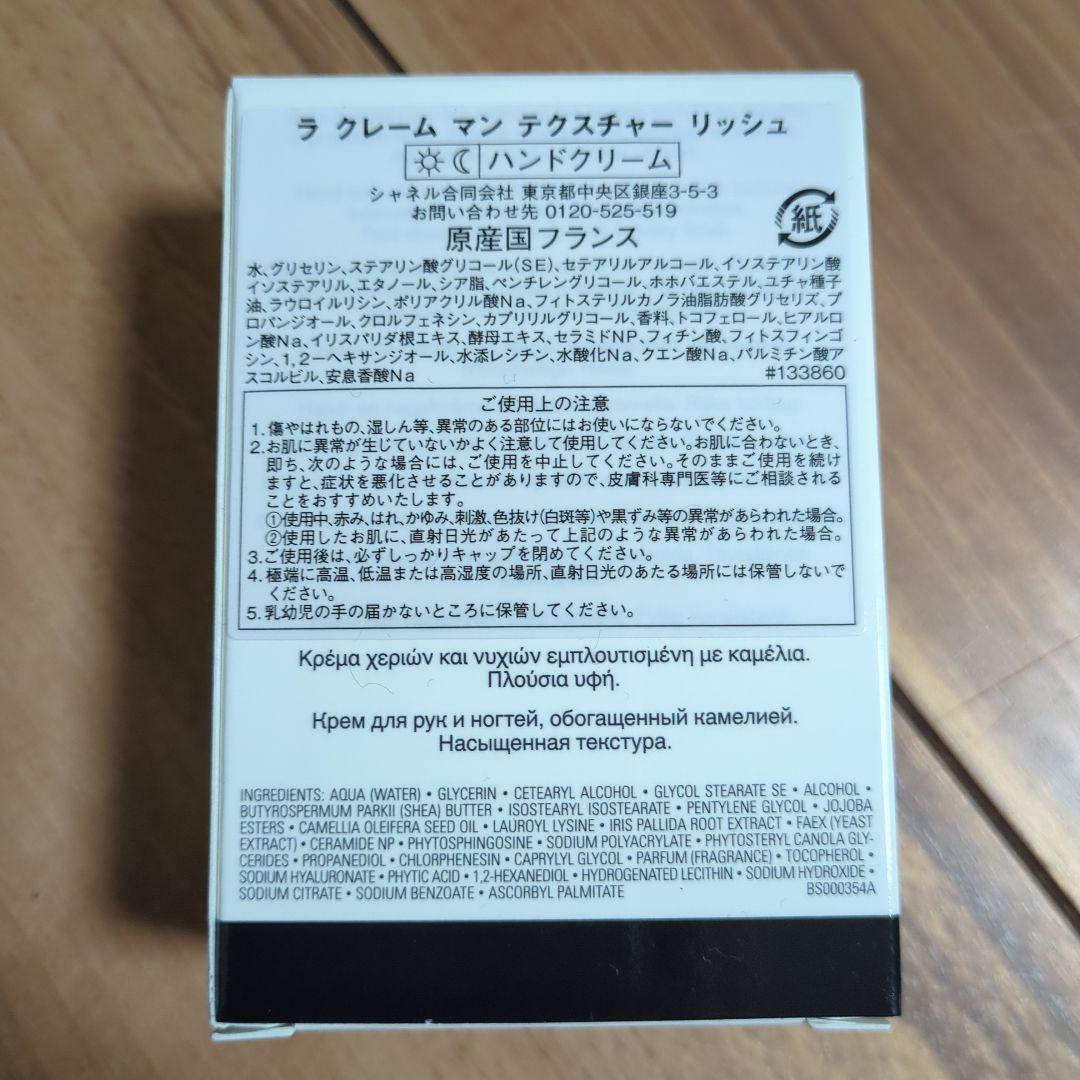 ラ クレーム マン テクスチャー リッシュ
ハンドクリーム
シャネル合同会社 東京都中央区銀座3-5-3
お問い合わせ先 0120-525-519
紙
原産国フランス
水、グリセリン、ステアリン酸グリコール(SE)、セテアリルアルコール、イソステアリン酸
イソステアリル、エタノール、シア脂、ペンチレングリコール、ホホバエステル、ユチャ種子
油、ラウロイルリシン、ポリアクリル酸Na、フィトステリルカノラ油脂肪酸グリセリズ、プ
ロパンジオール、クロルフェネシン、カプリリルグリコール、香料、トコフェロール、ヒアルロ
ン酸Na、イリスパリダ根エキス、酵母エキス、セラミドNP、フィチン酸、フィトスフィンゴ
シン、1,2-ヘキサンジオール、水添レシチン、水酸化Na、クエン酸Na、パルミチン酸ア
スコルビル、安息香酸Na #133860
ご使用上の注意
1. 傷やはれもの、湿しん等、異常のある部位にはお使いにならないでください。
2. お肌に異常が生じていないかよく注意して使用してください。お肌に合わないとき、
即ち、次のような場合には、ご使用を中止してください。そのままご使用を続け
ますと、症状を悪化させることがありますので、皮膚科専門医等にご相談される
ことをおすすめいたします。
①使用中、赤み、はれ、かゆみ、刺激、色抜け(白斑等)や黒ずみ等の異常があらわれた場合。
②使用したお肌に、直射日光があたって上記のような異常があらわれた場合。
3. ご使用後は、必ずしっかりキャップを閉めてください。
4. 極端に高温、低温または高湿度の場所、直射日光のあたる場所には保管しないで
ください。
5. 乳幼児の手の届かないところに保管してください。
Κρέμα χεριών και νυχιών εμπλουτισμένη με καμέλια.
Πλούσια υφή.
Крем для рук и ногтей, обогащенный камелией.
Насыщенная текстура.
INGREDIENTS: AQUA (WATER) • GLYCERIN • CETEARYL ALCOHOL • GLYCOL STEARATE SE • ALCOHOL •
BUTYROSPERMUM PARKII (SHEA) BUTTER • ISOSTEARYL ISOSTEARATE • PENTYLENE GLYCOL • JOJOBA
ESTERS • CAMELLIA OLEIFERA SEED OIL • LAUROYL LYSINE • IRIS PALLIDA ROOT EXTRACT • FAEX (YEAST
EXTRACT) • CERAMIDE NP • PHYTOSPHINGOSINE • SODIUM POLYACRYLATE • PHYTOSTERYL CANOLA GLY-
CERIDES • PROPANEDIOL • CHLORPHENESIN • CAPRYLYL GLYCOL • PARFUM (FRAGRANCE) • TOCOPHEROL •
SODIUM HYALURONATE • PHYTIC ACID • 1,2-HEXANEDIOL • HYDROGENATED LECITHIN • SODIUM HYDROXIDE •
SODIUM CITRATE • SODIUM BENZOATE • ASCORBYL PALMITATE BS000354A